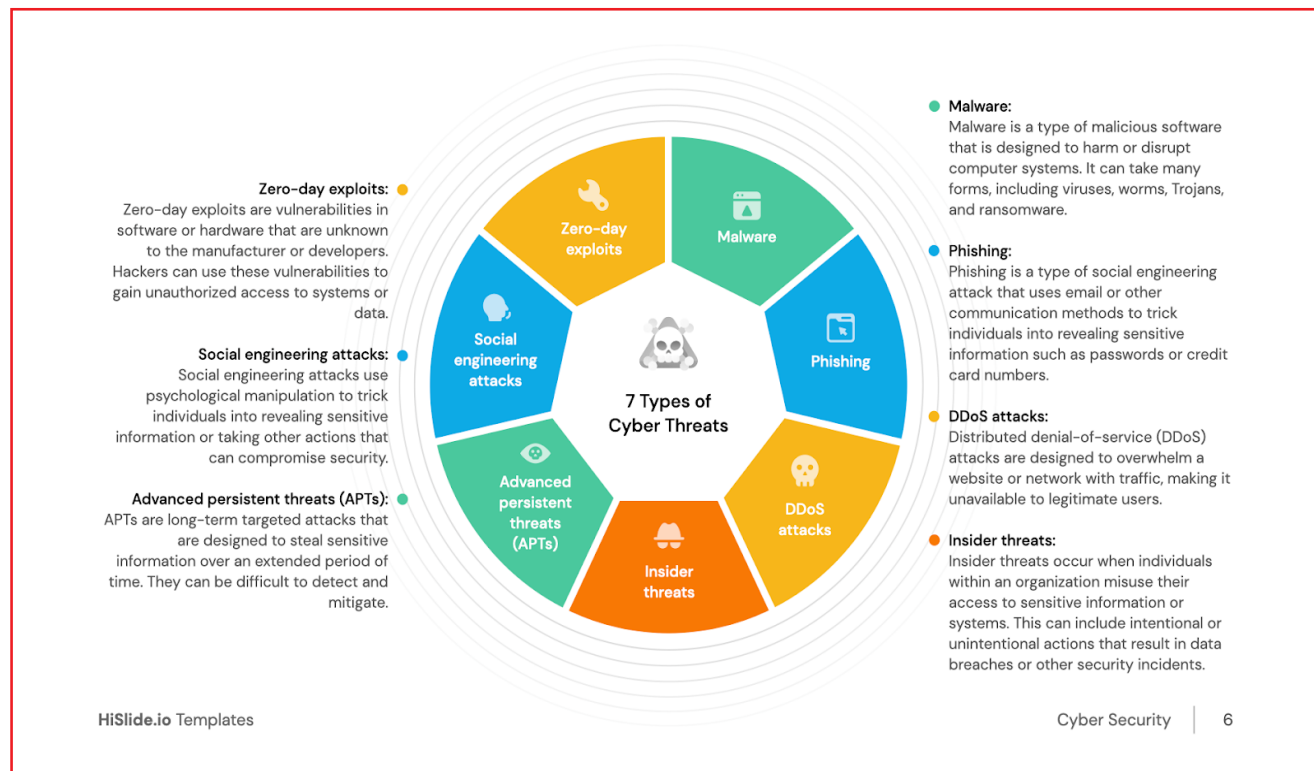 Zero-day exploits:
Zero-day exploits are vulnerabilities in
software or hardware that are unknown
to the manufacturer or developers.
Hackers can use these vulnerabilities to
gain unauthorized access to systems or
data.
Social engineering attacks:
Social engineering attacks use
psychological manipulation to trick
individuals into revealing sensitive
information or taking other actions that
can compromise security.
Advanced persistent threats (APTs):
APTs are long-term targeted attacks that
are designed to steal sensitive
information over an extended period of
time. They can be difficult to detect and
mitigate.
Zero-day
exploits
Malware
Social
engineering
attacks
Phishing
7 Types of
Cyber Threats
Advanced
persistent
threats
(APTs)
DDoS
attacks
Insider
threats
Malware:
Malware is a type of malicious software
that is designed to harm or disrupt
computer systems. It can take many
forms, including viruses, worms, Trojans,
and ransomware.
Phishing:
Phishing is a type of social engineering
attack that uses email or other
communication methods to trick
individuals into revealing sensitive
information such as passwords or credit
card numbers.
DDoS attacks:
Distributed denial-of-service (DDoS)
attacks are designed to overwhelm a
website or network with traffic, making it
unavailable to legitimate users.
Insider threats:
Insider threats occur when individuals
within an organization misuse their
access to sensitive information or
systems. This can include intentional or
unintentional actions that result in data
breaches or other security incidents.
HiSlide.io Templates
Cyber Security 6